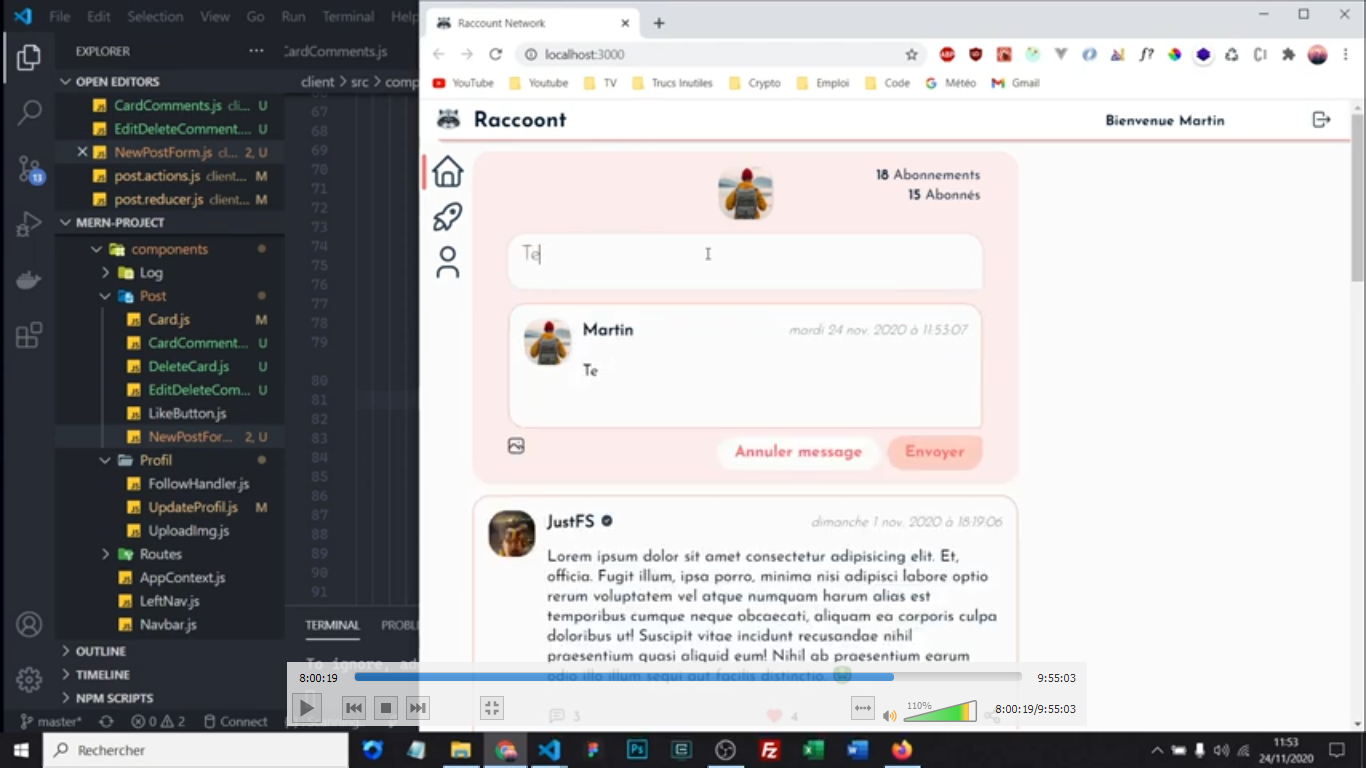 File Edit Selection View Go Run Terminal Help
Raccount Network
EXPLORER
CardComments.js
localhost:3000
OPEN EDITORS
client > src > comp
YouTube Youtube TV Trucs Inutiles Crypto Emploi Code Météo Gmail
CardComments.js cli... U
EditDeleteComment.... U
NewPostForm.js cl... 2, U
post.actions.js client... M
post.reducer.js client... M
MERN-PROJECT
components
Log
Post
Card.js M
CardComment... U
DeleteCard.js U
EditDeleteCom... U
LikeButton.js
NewPostFor... 2, U
Profil
FollowHandler.js
UpdateProfil.js M
UploadImg.js
Routes
AppContext.js
LeftNav.js
Navbar.js
OUTLINE
TIMELINE
NPM SCRIPTS
67
68
69
70
71
72
73
74
75
76
77
78
79
80
81
82
83
84
85
86
87
88
89
90
91
TERMINAL PROBL
To ignore, ad
Raccoont
Bienvenue Martin
18 Abonnements
15 Abonnés
Te
Martin
mardi 24 nov. 2020 à 11:53:07
Te
Annuler message
Envoyer
JustFS
dimanche 1 nov. 2020 à 18:19:06
Lorem ipsum dolor sit amet consectetur adipisicing elit. Et,
officia. Fugit illum, ipsa porro, minima nisi adipisci labore optio
rerum voluptatem vel atque numquam harum alias est
temporibus cumque neque obcaecati, aliquam ea corporis culpa
doloribus ut! Suscipit vitae incidunt recusandae nihil
praesentium quasi aliquid eum! Nihil ab praesentium earum
odio illo illum sequi aut facilis distinctio.
3
4
8:00:19
9:55:03
110%
8:00:19/9:55:03
master* 0 2 Connect
13
Rechercher
11:53
24/11/2020